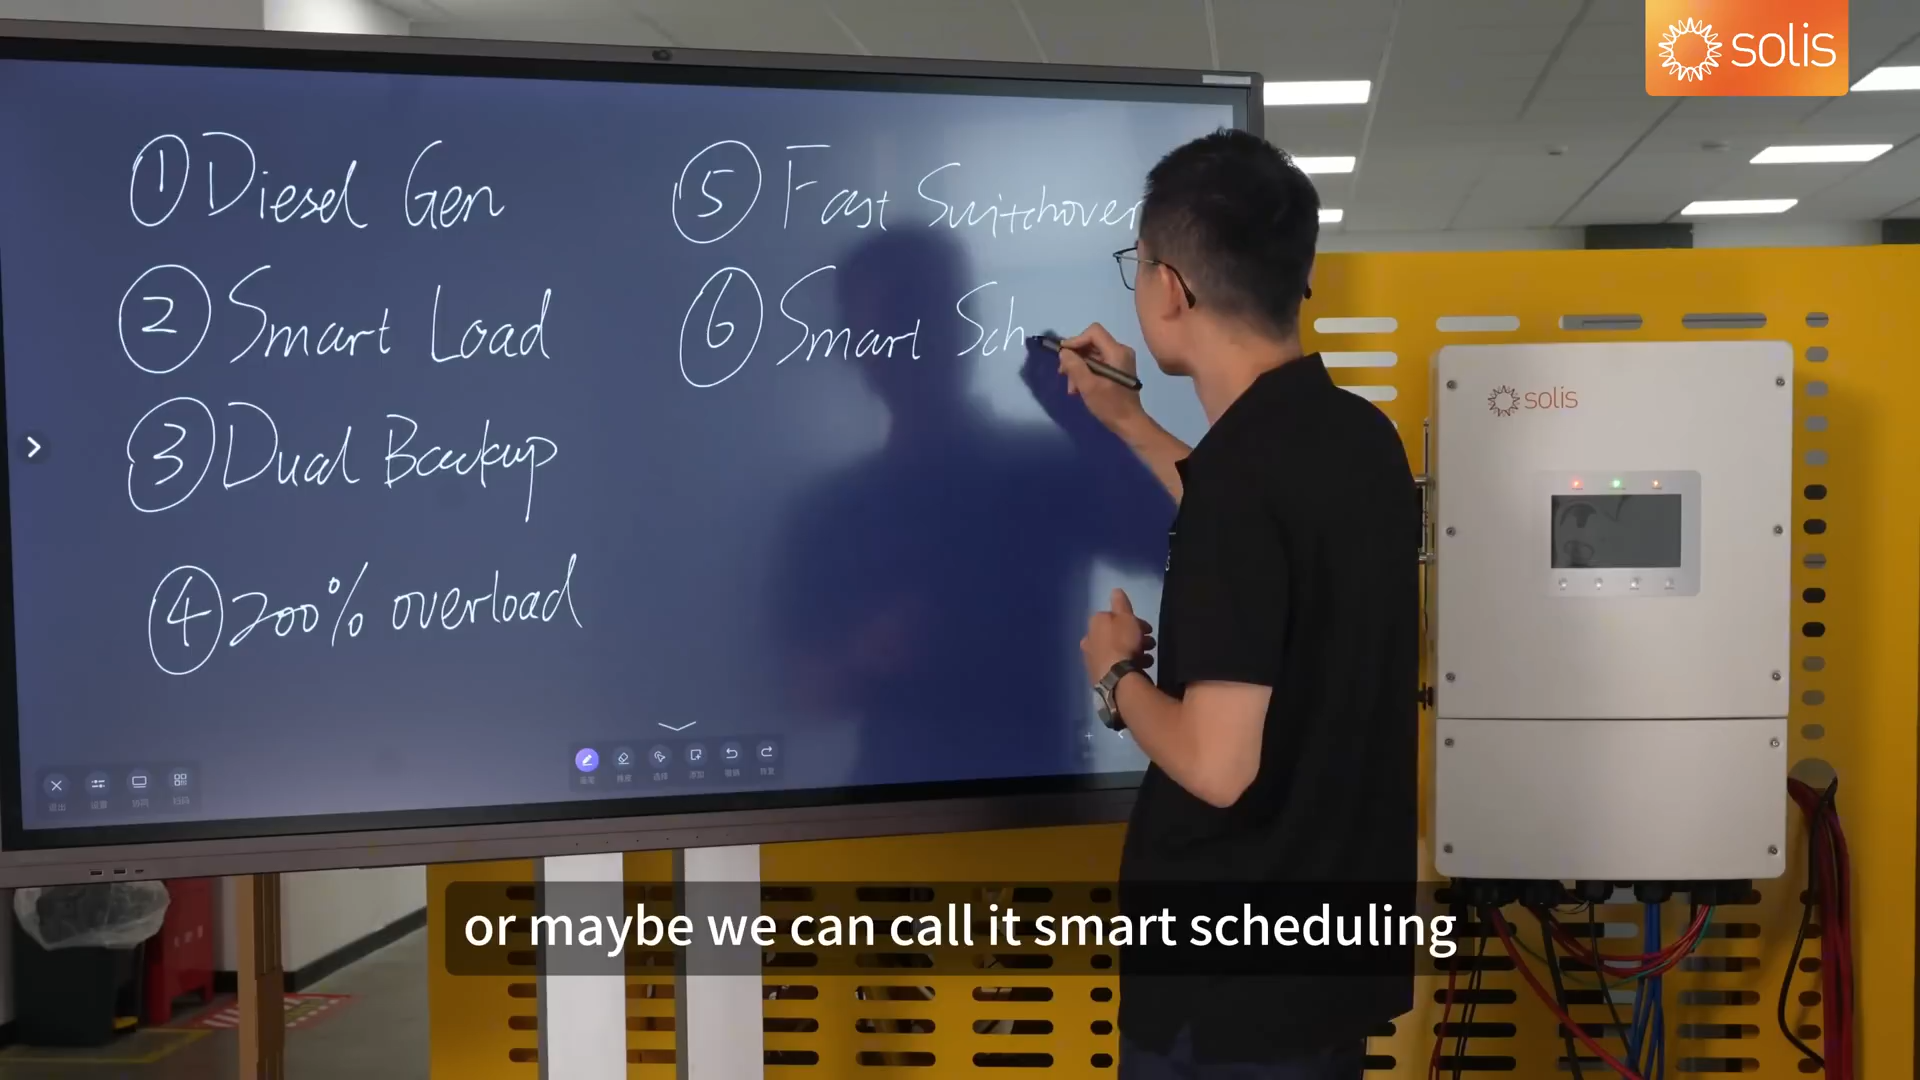 solis
① Diesel Gen
② Smart Load
③ Dual Backup
④ 200% overload
⑤ Fast Switchover
⑥ Smart Sch
solis
or maybe we can call it smart scheduling